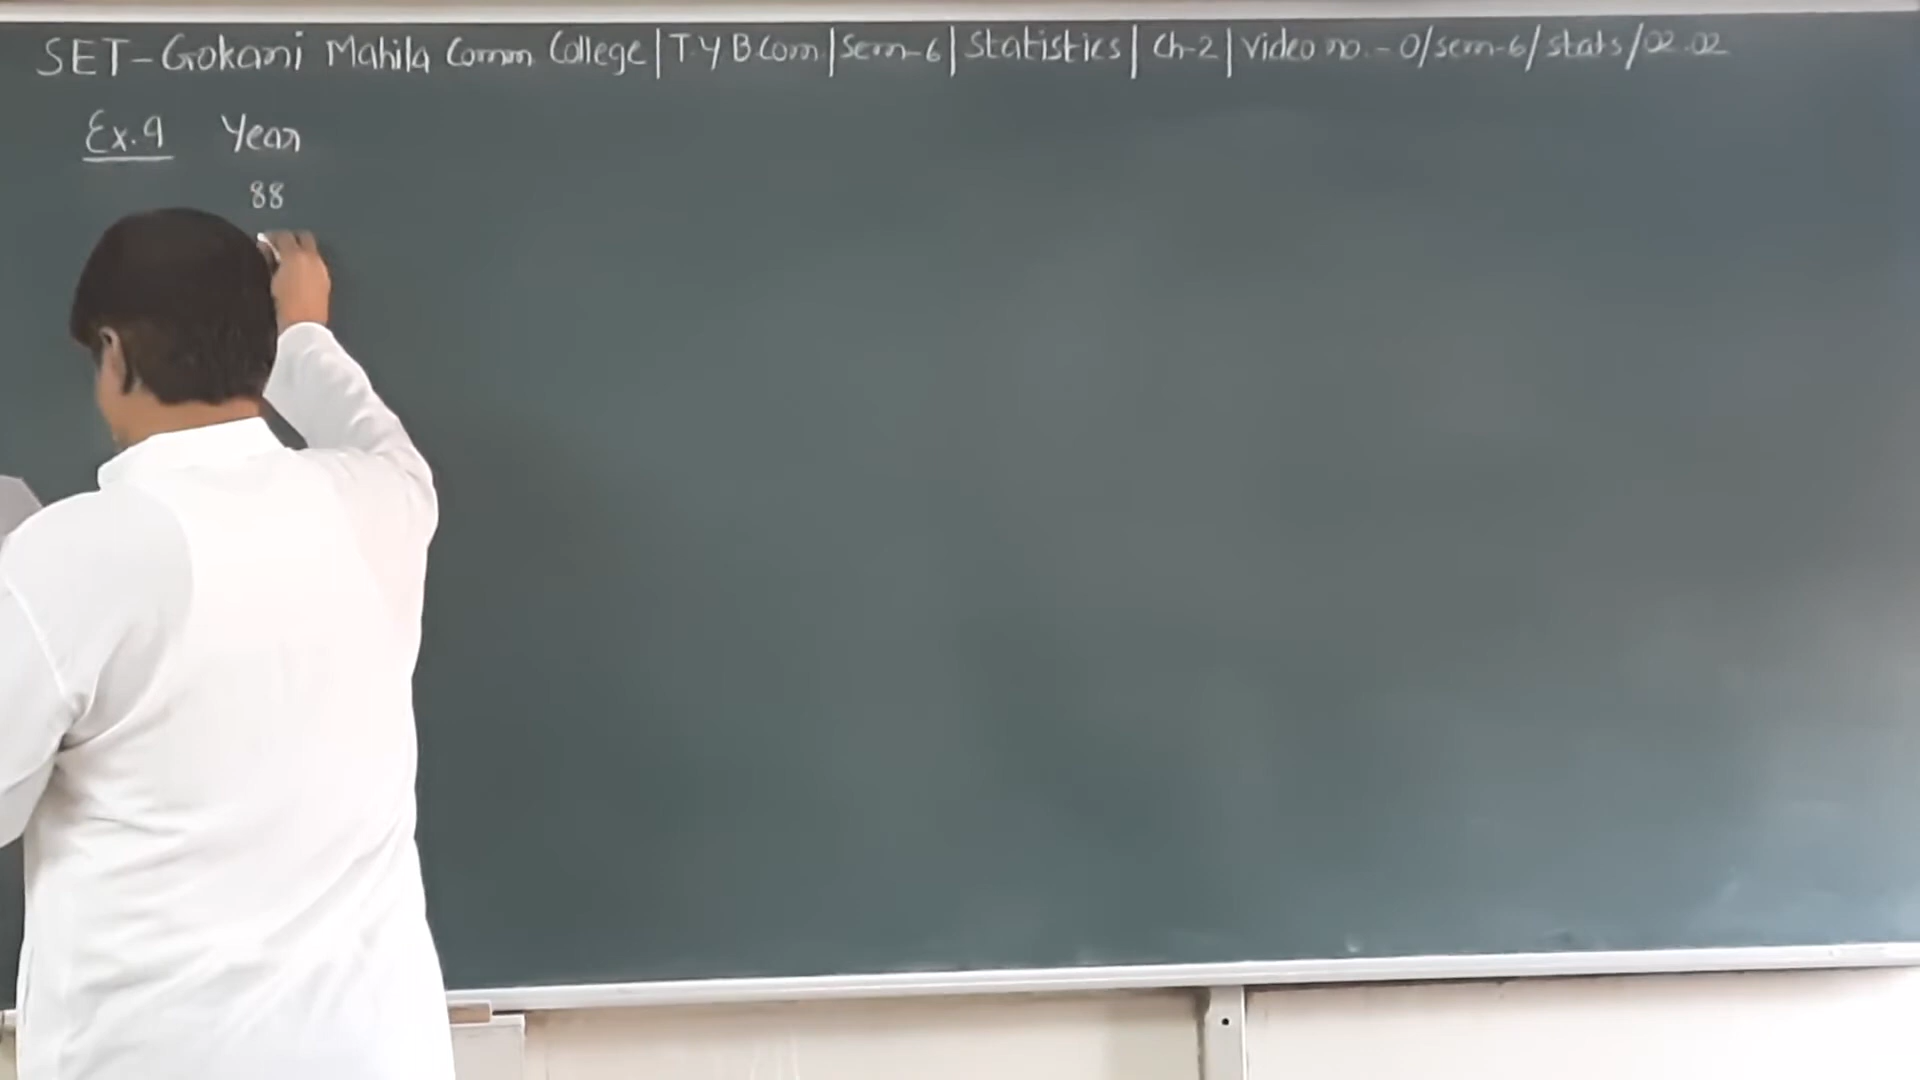 SET-Gokani Mahila Comm College | T.Y B.Com | Sem-6 | Statistics | Ch-2 | Video no. - 0/sem-6/stats/02.02
Ex.9 Year
88